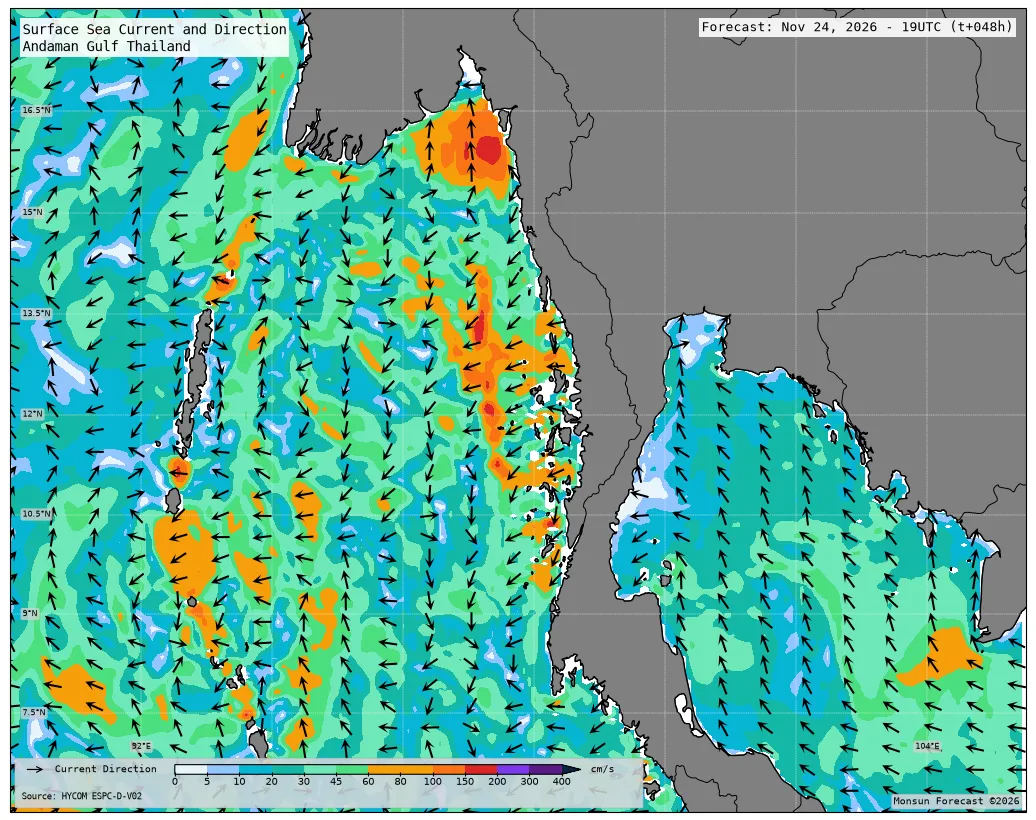 Surface Sea Current and Direction
Andaman Gulf Thailand
Forecast: Nov 24, 2026 - 19UTC (t+048h)
16.5°N
15°N
13.5°N
12°N
10.5°N
9°N
7.5°N
92°E
104°E
Current Direction
0 5 10 20 30 45 60 80 100 150 200 300 400 cm/s
Source: HYCOM ESPC-D-V02
Monsun Forecast ©2026